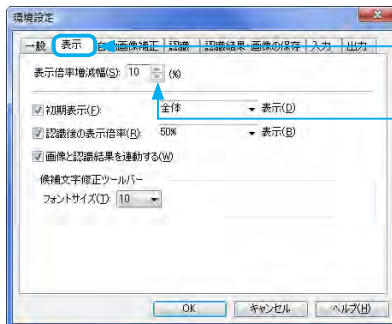 環境設定
一般 表示 画像補正 認識 認識結果・画像の保存 入力 出力
表示倍率増減幅(S): 10 (%)
初期表示(F): 全体 表示(D)
認識後の表示倍率(R): 50% 表示(B)
画像と認識結果を連動する(W)
候補文字修正ツールバー
フォントサイズ(T) 10
OK キャンセル ヘルプ(H)